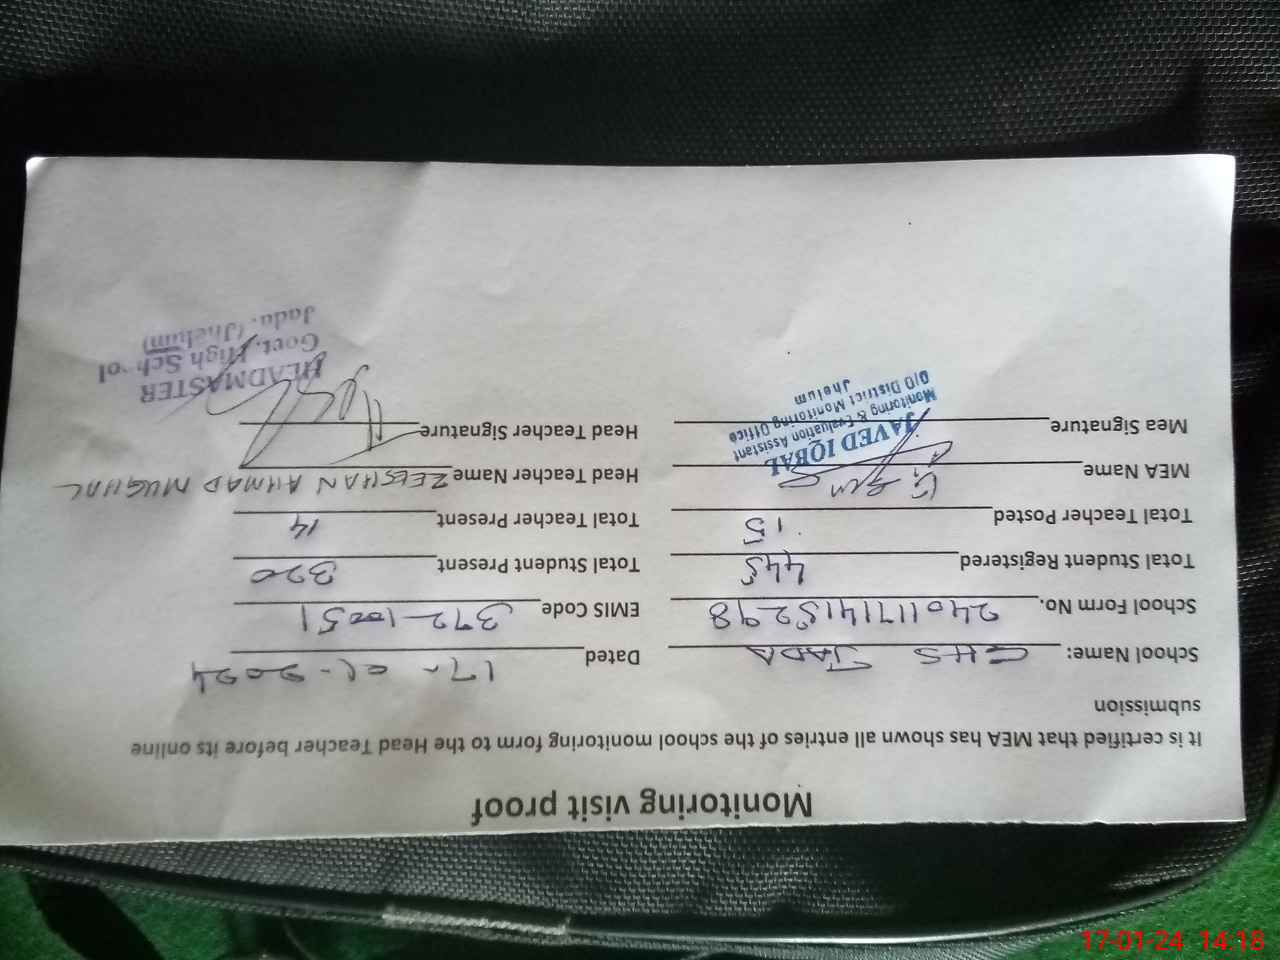 Monitoring visit proof
It is certified that MEA has shown all entries of the school monitoring form to the Head Teacher before its online
submission
School Name: GHS JADA Dated 17-01-2024
School Form No. 2401171415298 EMIS Code 372-10051
Total Student Registered 445 Total Student Present 320
Total Teacher Posted 15 Total Teacher Present 14
MEA Name Head Teacher Name ZEESHAN AHMAD MUGHAL
Mea Signature Head Teacher Signature
JAVED IQBAL
Monitoring & Evaluation Assistant
O/O District Monitoring Office
Jhelum
HEADMASTER
Govt. High School
Jada. (Jhelum)
17-01-24 14:18